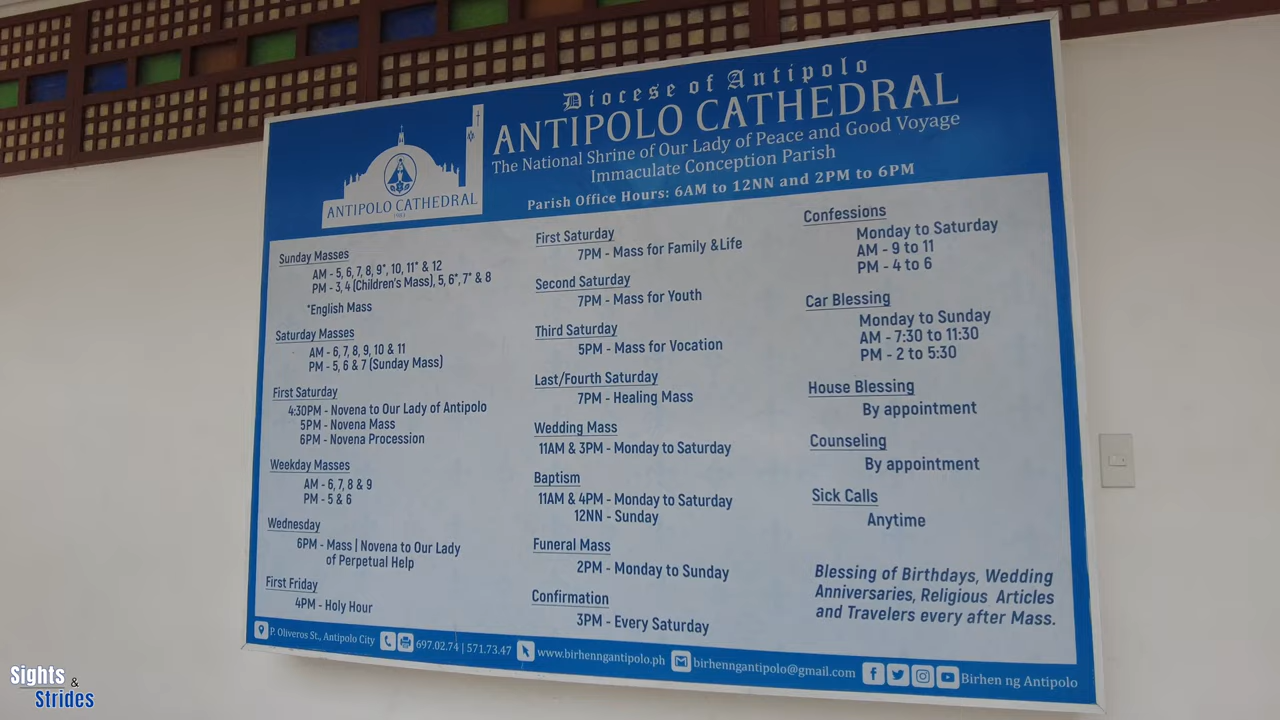 Diocese of Antipolo
ANTIPOLO CATHEDRAL
The National Shrine of Our Lady of Peace and Good Voyage
Immaculate Conception Parish
Parish Office Hours: 6AM to 12NN and 2PM to 6PM
ANTIPOLO CATHEDRAL
Sunday Masses
AM - 5, 6, 7, 8, 9*, 10, 11* & 12
PM - 3, 4 (Children's Mass), 5, 6*, 7* & 8
*English Mass
Saturday Masses
AM - 6, 7, 8, 9, 10 & 11
PM - 5, 6 & 7 (Sunday Mass)
First Saturday
4:30PM - Novena to Our Lady of Antipolo
5PM - Novena Mass
6PM - Novena Procession
Weekday Masses
AM - 6, 7, 8 & 9
PM - 5 & 6
Wednesday
6PM - Mass | Novena to Our Lady
of Perpetual Help
First Friday
4PM - Holy Hour
First Saturday
7PM - Mass for Family &Life
Second Saturday
7PM - Mass for Youth
Third Saturday
5PM - Mass for Vocation
Last/Fourth Saturday
7PM - Healing Mass
Wedding Mass
11AM & 3PM - Monday to Saturday
Baptism
11AM & 4PM - Monday to Saturday
12NN - Sunday
Funeral Mass
2PM - Monday to Sunday
Confirmation
3PM - Every Saturday
Confessions
Monday to Saturday
AM - 9 to 11
PM - 4 to 6
Car Blessing
Monday to Sunday
AM - 7:30 to 11:30
PM - 2 to 5:30
House Blessing
By appointment
Counseling
By appointment
Sick Calls
Anytime
Blessing of Birthdays, Wedding
Anniversaries, Religious Articles
and Travelers every after Mass.
P. Oliveros St., Antipolo City 697.02.74 | 571.73.47 www.birhenngantipolo.ph birhenngantipolo@gmail.com Birhen ng Antipolo
Sights
&
Strides